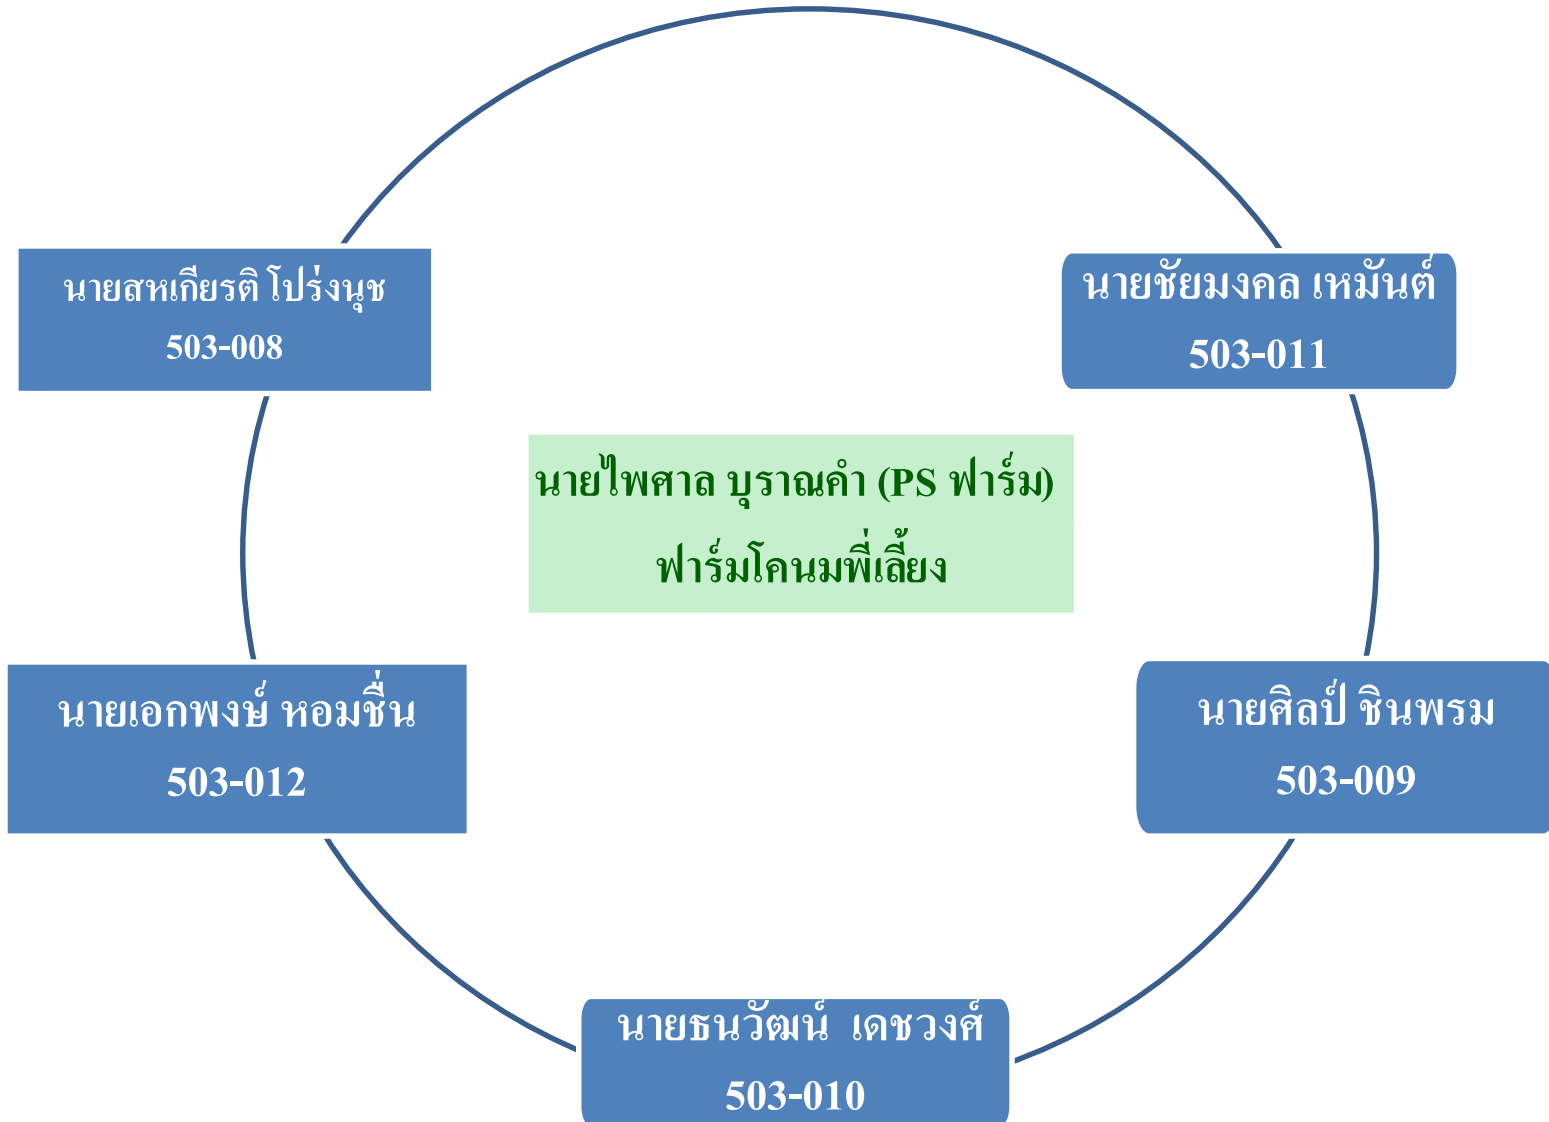 นายสหเกียรติ โปร่งนุช
503-008
นายชัยมงคล เหมันต์
503-011
นายไพศาล บุราณคำ (PS ฟาร์ม)
ฟาร์มโคนมพี่เลี้ยง
นายเอกพงษ์ หอมชื่น
503-012
นายศิลป์ ชินพรม
503-009
นายธนวัฒน์ เดชวงศ์
503-010